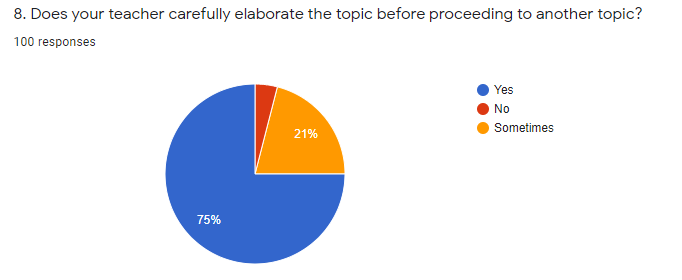 8. Does your teacher carefully elaborate the topic before proceeding to another topic?
100 responses
Yes
No
Sometimes
21%
75%